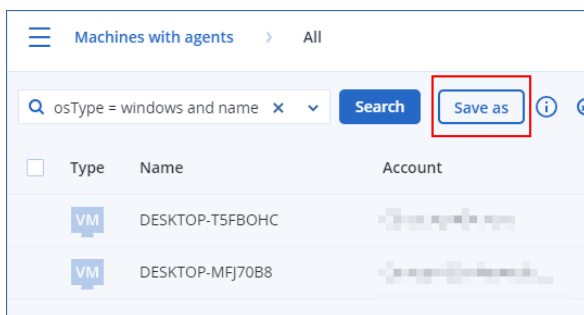 Machines with agents > All
osType = windows and name Search Save as
Type Name Account
VM DESKTOP-T5FBOHC
VM DESKTOP-MFJ70B8